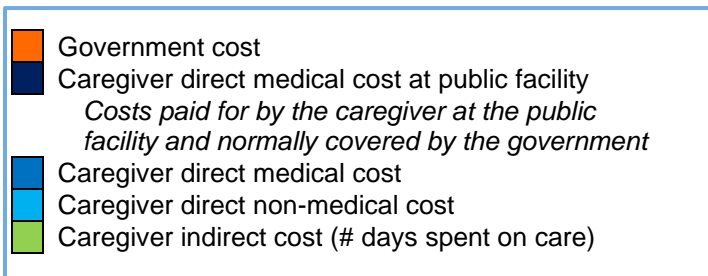 Government cost
Caregiver direct medical cost at public facility
Costs paid for by the caregiver at the public
facility and normally covered by the government
Caregiver direct medical cost
Caregiver direct non-medical cost
Caregiver indirect cost (# days spent on care)